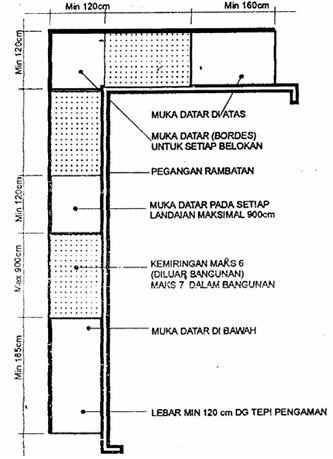 Min 120cm
Min 160cm
Min 120cm
MUKA DATAR DI ATAS
MUKA DATAR (BORDES)
UNTUK SETIAP BELOKAN
PEGANGAN RAMBATAN
Min 120cm
MUKA DATAR PADA SETIAP
LANDAIAN MAKSIMAL 900cm
Max 900cm
KEMIRINGAN MAKS 6
(DILUAR BANGUNAN)
MAKS 7 DALAM BANGUNAN
MUKA DATAR DI BAWAH
Min 185cm
LEBAR MIN 120 cm DG TEPI PENGAMAN